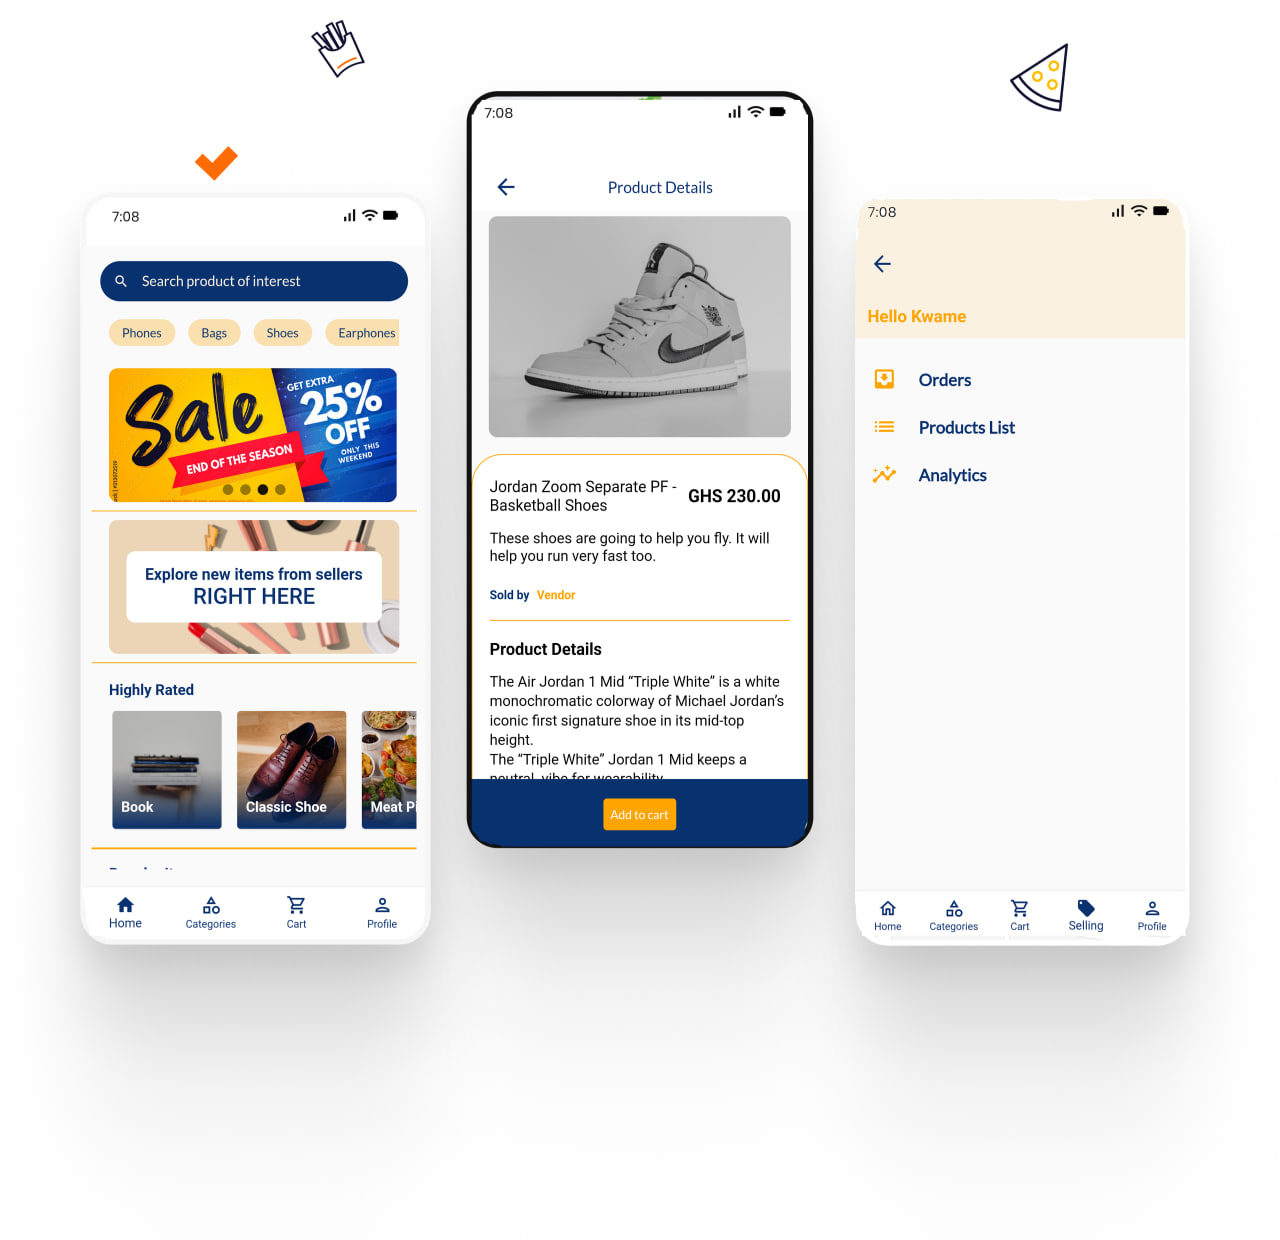 7:08
Search product of interest
Phones
Bags
Shoes
Earphones
Sale
END OF THE SEASON
GET EXTRA
25%
OFF
ONLY THIS
WEEKEND
Explore new items from sellers
RIGHT HERE
Highly Rated
Book
Classic Shoe
Meat Pi
Home
Categories
Cart
Profile
7:08
Product Details
Jordan Zoom Separate PF -
Basketball Shoes
GHS 230.00
These shoes are going to help you fly. It will
help you run very fast too.
Sold by Vendor
Product Details
The Air Jordan 1 Mid “Triple White” is a white
monochromatic colorway of Michael Jordan’s
iconic first signature shoe in its mid-top
height.
The “Triple White” Jordan 1 Mid keeps a
neutral, vibe for wearability
Add to cart
7:08
Hello Kwame
Orders
Products List
Analytics
Home
Categories
Cart
Selling
Profile